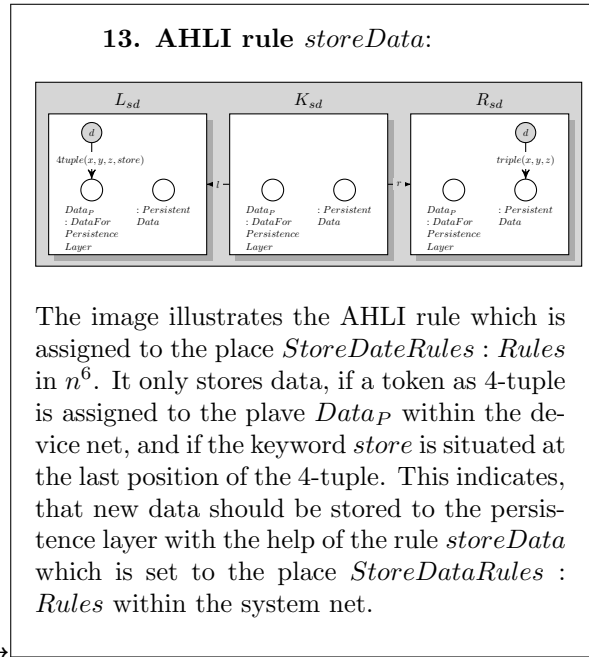 13. AHLI rule storeData:
L_sd K_sd R_sd
d d
4tuple(x, y, z, store) triple(x, y, z)
l r
Data_P : Persistent Data_P : Persistent Data_P : Persistent
: DataFor Data : DataFor Data : DataFor Data
Persistence Persistence Persistence
Layer Layer Layer
The image illustrates the AHLI rule which is
assigned to the place StoreDateRules : Rules
in n^6. It only stores data, if a token as 4-tuple
is assigned to the plave Data_P within the de-
vice net, and if the keyword store is situated at
the last position of the 4-tuple. This indicates,
that new data should be stored to the persis-
tence layer with the help of the rule storeData
which is set to the place StoreDataRules :
Rules within the system net.